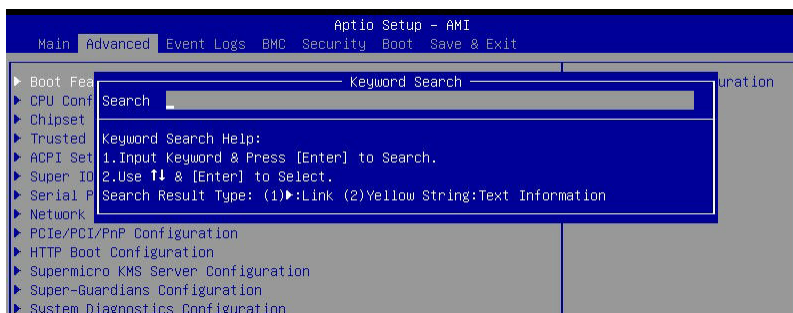 Aptio Setup – AMI
Main Advanced Event Logs BMC Security Boot Save & Exit
Keyword Search
Boot Fea
uration
CPU Conf
Search
Chipset
Trusted
Keyword Search Help:
ACPI Set
1.Input Keyword & Press [Enter] to Search.
Super IO
2.Use ↑↓ & [Enter] to Select.
Serial P
Search Result Type: (1)►:Link (2)Yellow String:Text Information
Network
PCIe/PCI/PnP Configuration
HTTP Boot Configuration
Supermicro KMS Server Configuration
Super-Guardians Configuration
System Diagnostics Configuration